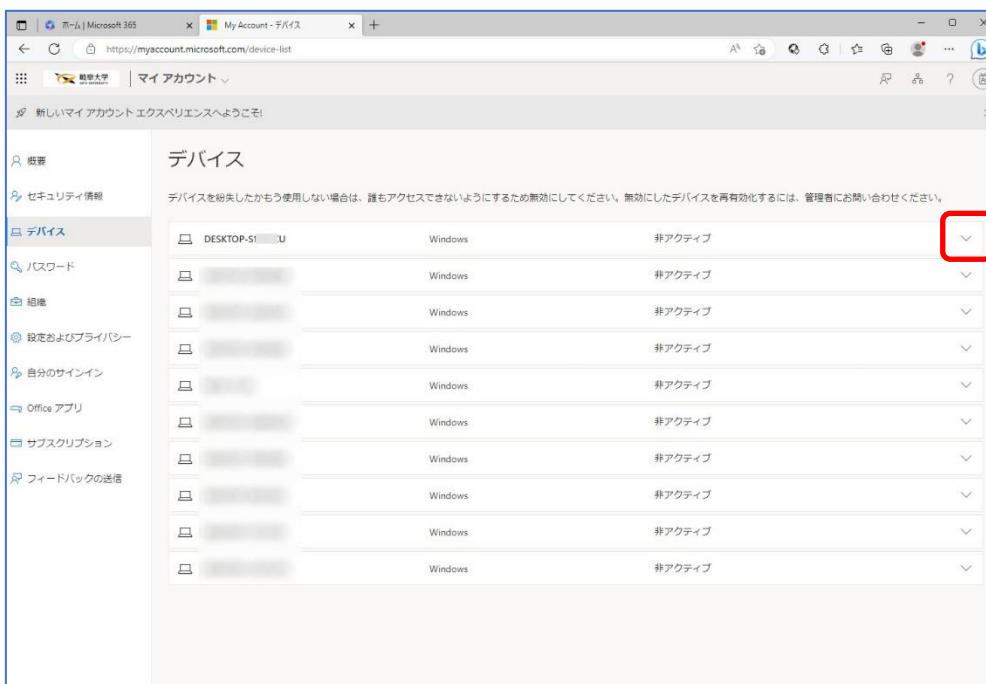 ホーム | Microsoft 365
My Account - デバイス
https://myaccount.microsoft.com/device-list
岐阜大学
マイ アカウント
新しいマイ アカウント エクスペリエンスへようこそ!
概要
セキュリティ情報
デバイス
パスワード
組織
設定およびプライバシー
自分のサインイン
Office アプリ
サブスクリプション
フィードバックの送信
デバイス
デバイスを紛失したかもう使用しない場合は、誰もアクセスできないようにするため無効にしてください。無効にしたデバイスを再有効化するには、管理者にお問い合わせください。
DESKTOP-S1 U Windows 非アクティブ
Windows 非アクティブ
Windows 非アクティブ
Windows 非アクティブ
Windows 非アクティブ
Windows 非アクティブ
Windows 非アクティブ
Windows 非アクティブ
Windows 非アクティブ
Windows 非アクティブ